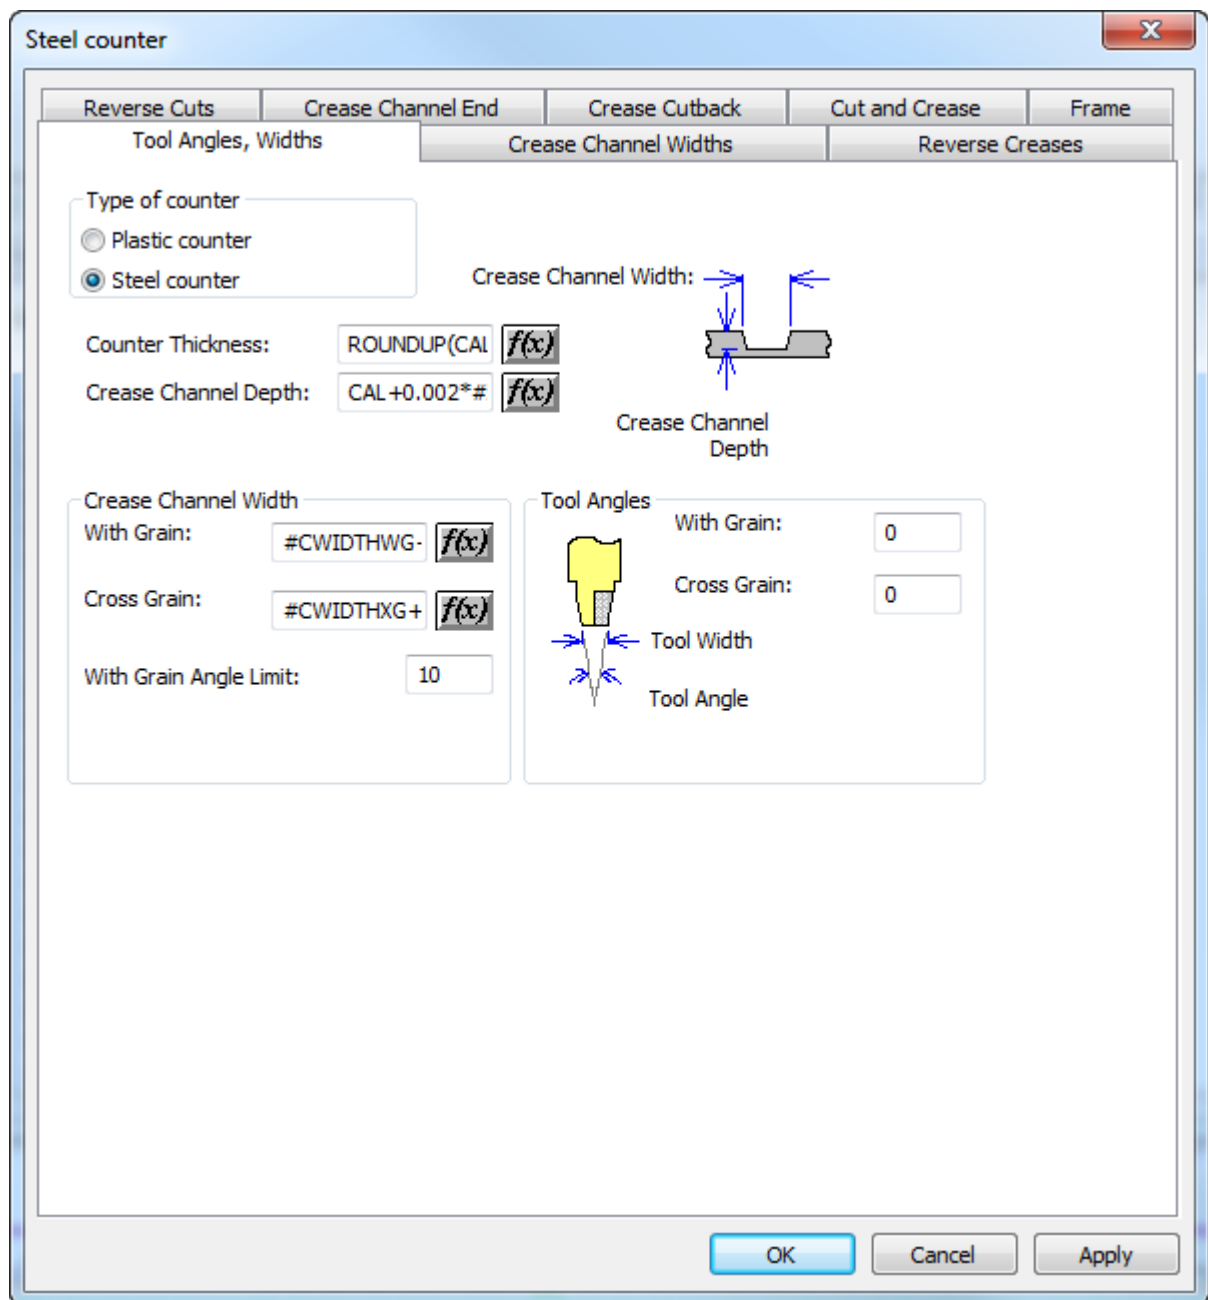 Steel counter
X
Reverse Cuts
Crease Channel End
Crease Cutback
Cut and Crease
Frame
Tool Angles, Widths
Crease Channel Widths
Reverse Creases
Type of counter
Plastic counter
Steel counter
Crease Channel Width:
Counter Thickness: ROUNDUP(CAL f(x)
Crease Channel Depth: CAL+0.002*# f(x)
Crease Channel
Depth
Crease Channel Width
With Grain: #CWIDTHWG- f(x)
Cross Grain: #CWIDTHXG+ f(x)
With Grain Angle Limit: 10
Tool Angles
With Grain: 0
Cross Grain: 0
Tool Width
Tool Angle
OK
Cancel
Apply